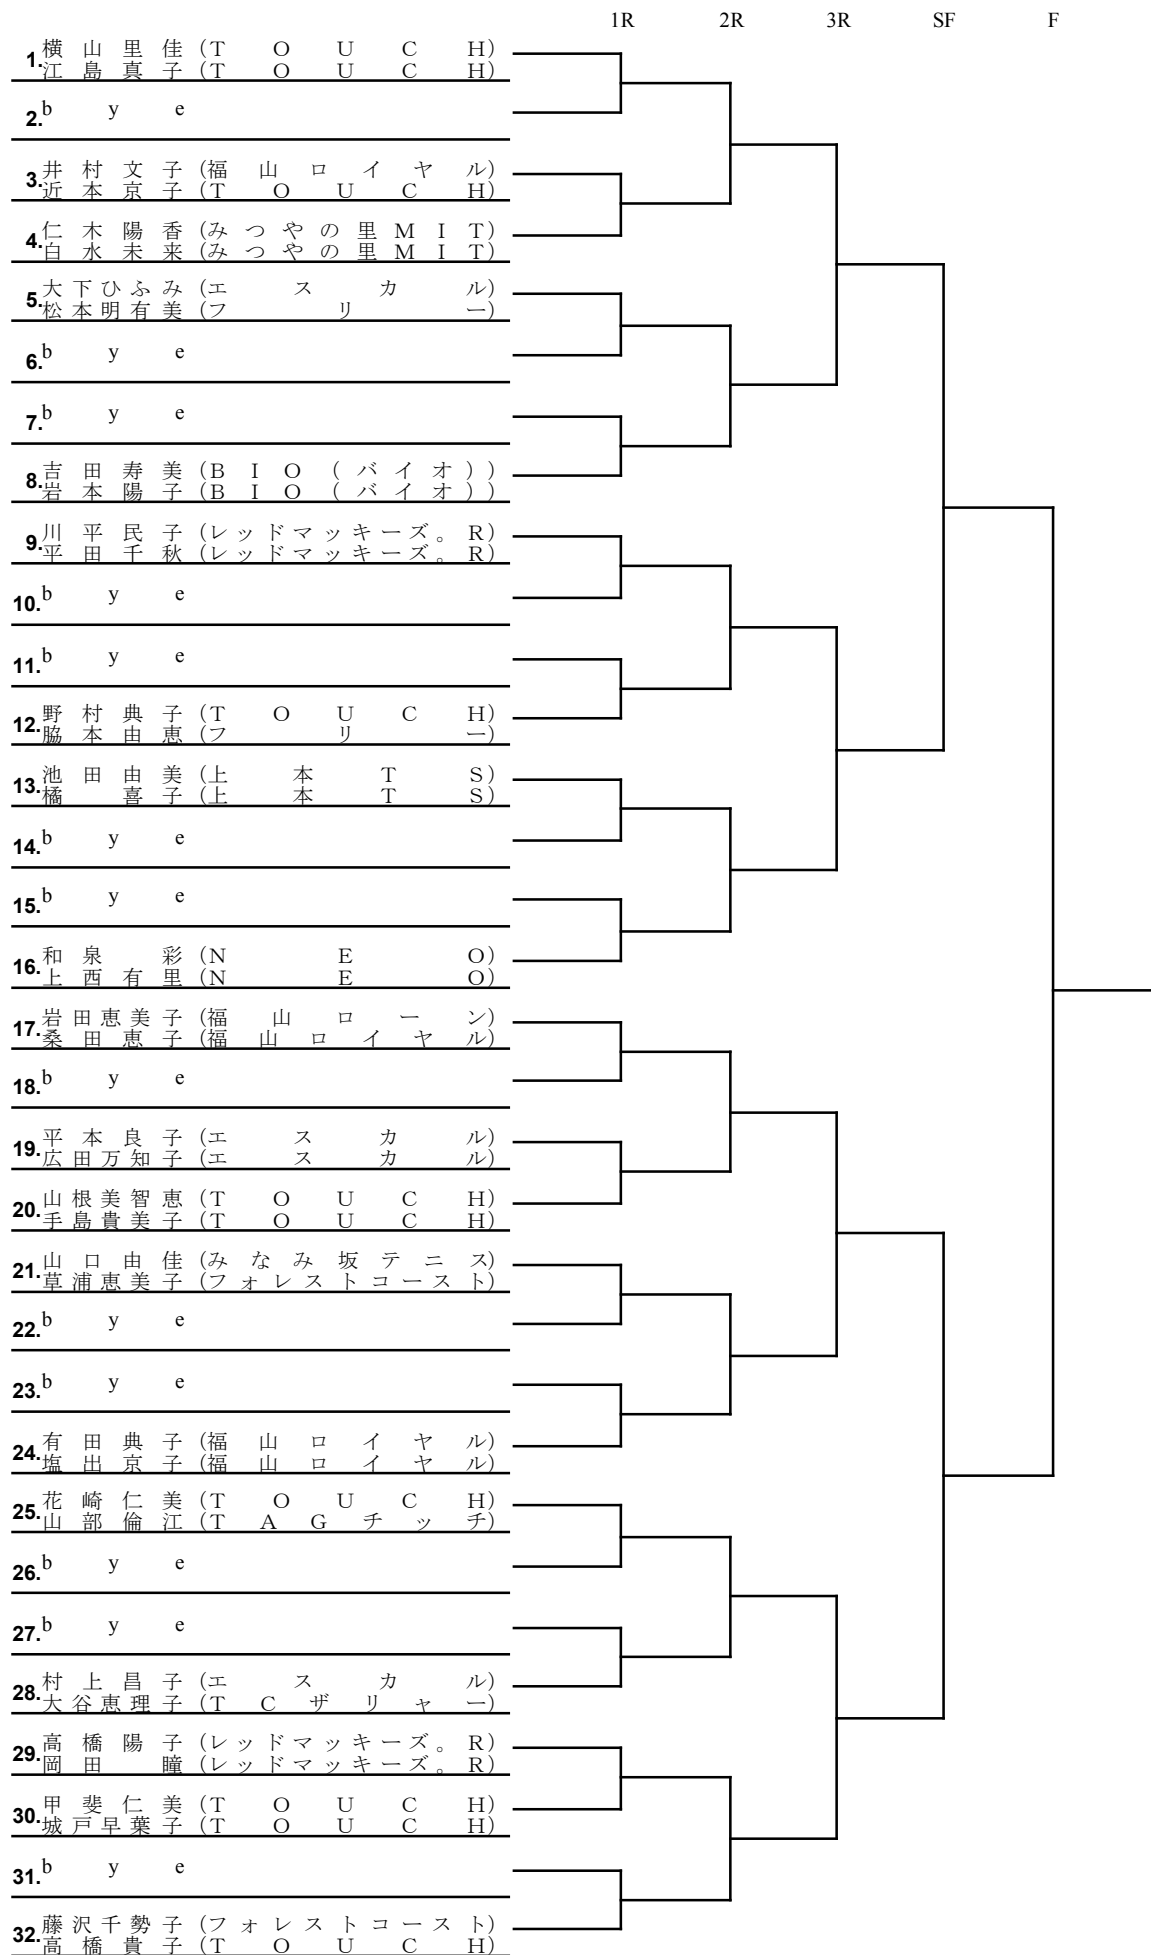 1R 2R 3R SF F
1. 横山里佳 (TOUCH)
江島真子 (TOUCH)
2. bye
3. 井村文子 (福山ロイヤル)
近本京子 (TOUCH)
4. 仁木陽香 (みつやの里MIT)
白水未来 (みつやの里MIT)
5. 大下ひふみ (エスカル)
松本明有美 (フリー)
6. bye
7. bye
8. 吉田寿美 (BIO(バイオ))
岩本陽子 (BIO(バイオ))
9. 川平民子 (レッドマッキーズ。R)
平田千秋 (レッドマッキーズ。R)
10. bye
11. bye
12. 野村典子 (TOUCH)
脇本由恵 (フリー)
13. 池田由美 (上本TS)
橘喜子 (上本TS)
14. bye
15. bye
16. 和泉彩 (NEO)
上西有里 (NEO)
17. 岩田恵美子 (福山ローン)
桑田恵子 (福山ロイヤル)
18. bye
19. 平本良子 (エスカル)
広田万知子 (エスカル)
20. 山根美智恵 (TOUCH)
手島貴美子 (TOUCH)
21. 山口由佳 (みなみ坂テニス)
草浦恵美子 (フォレストコースト)
22. bye
23. bye
24. 有田典子 (福山ロイヤル)
塩出京子 (福山ロイヤル)
25. 花崎仁美 (TOUCH)
山部倫江 (TAGチッチ)
26. bye
27. bye
28. 村上昌子 (エスカル)
大谷恵理子 (TCザリャー)
29. 高橋陽子 (レッドマッキーズ。R)
岡田瞳 (レッドマッキーズ。R)
30. 甲斐仁美 (TOUCH)
城戸早葉子 (TOUCH)
31. bye
32. 藤沢千勢子 (フォレストコースト)
高橋貴子 (TOUCH)